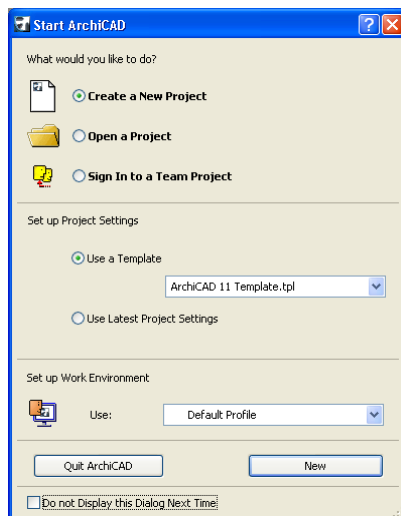 Start ArchiCAD
What would you like to do?
Create a New Project
Open a Project
Sign In to a Team Project
Set up Project Settings
Use a Template
ArchiCAD 11 Template.tpl
Use Latest Project Settings
Set up Work Environment
Use: Default Profile
Quit ArchiCAD New
Do not Display this Dialog Next Time